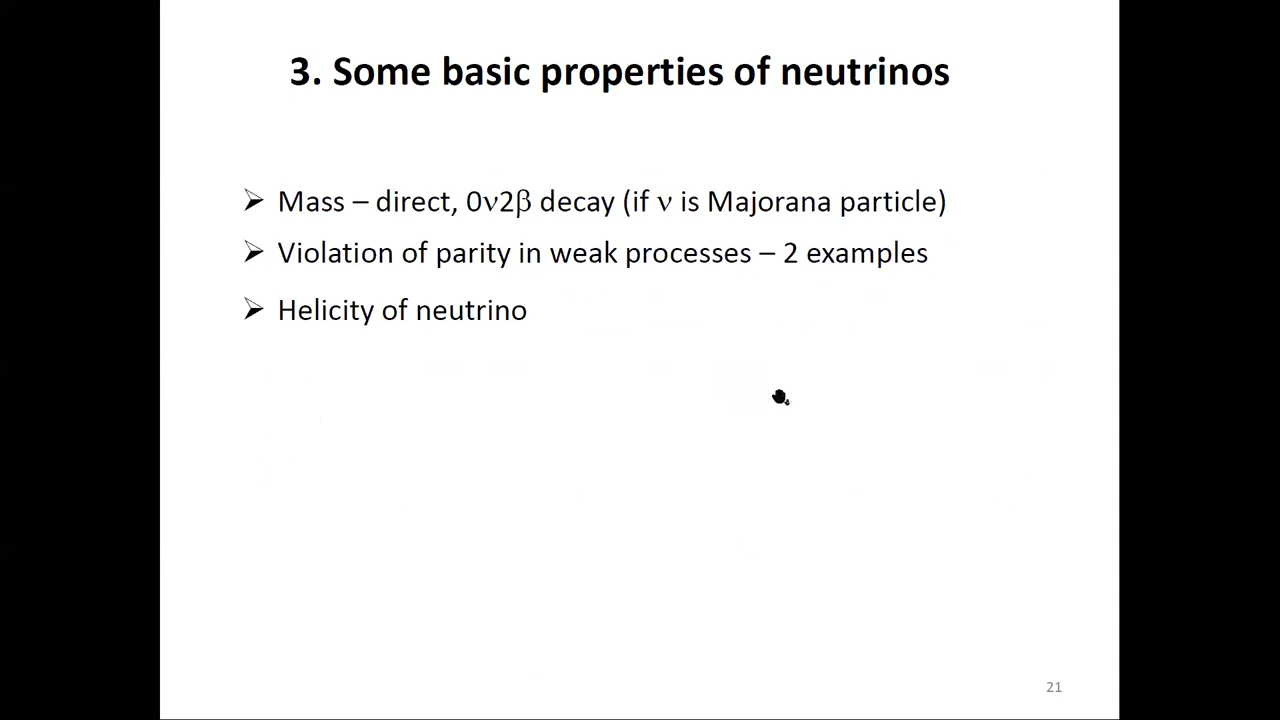 3. Some basic properties of neutrinos
➢ Mass – direct, 0ν2β decay (if ν is Majorana particle)
➢ Violation of parity in weak processes – 2 examples
➢ Helicity of neutrino
21